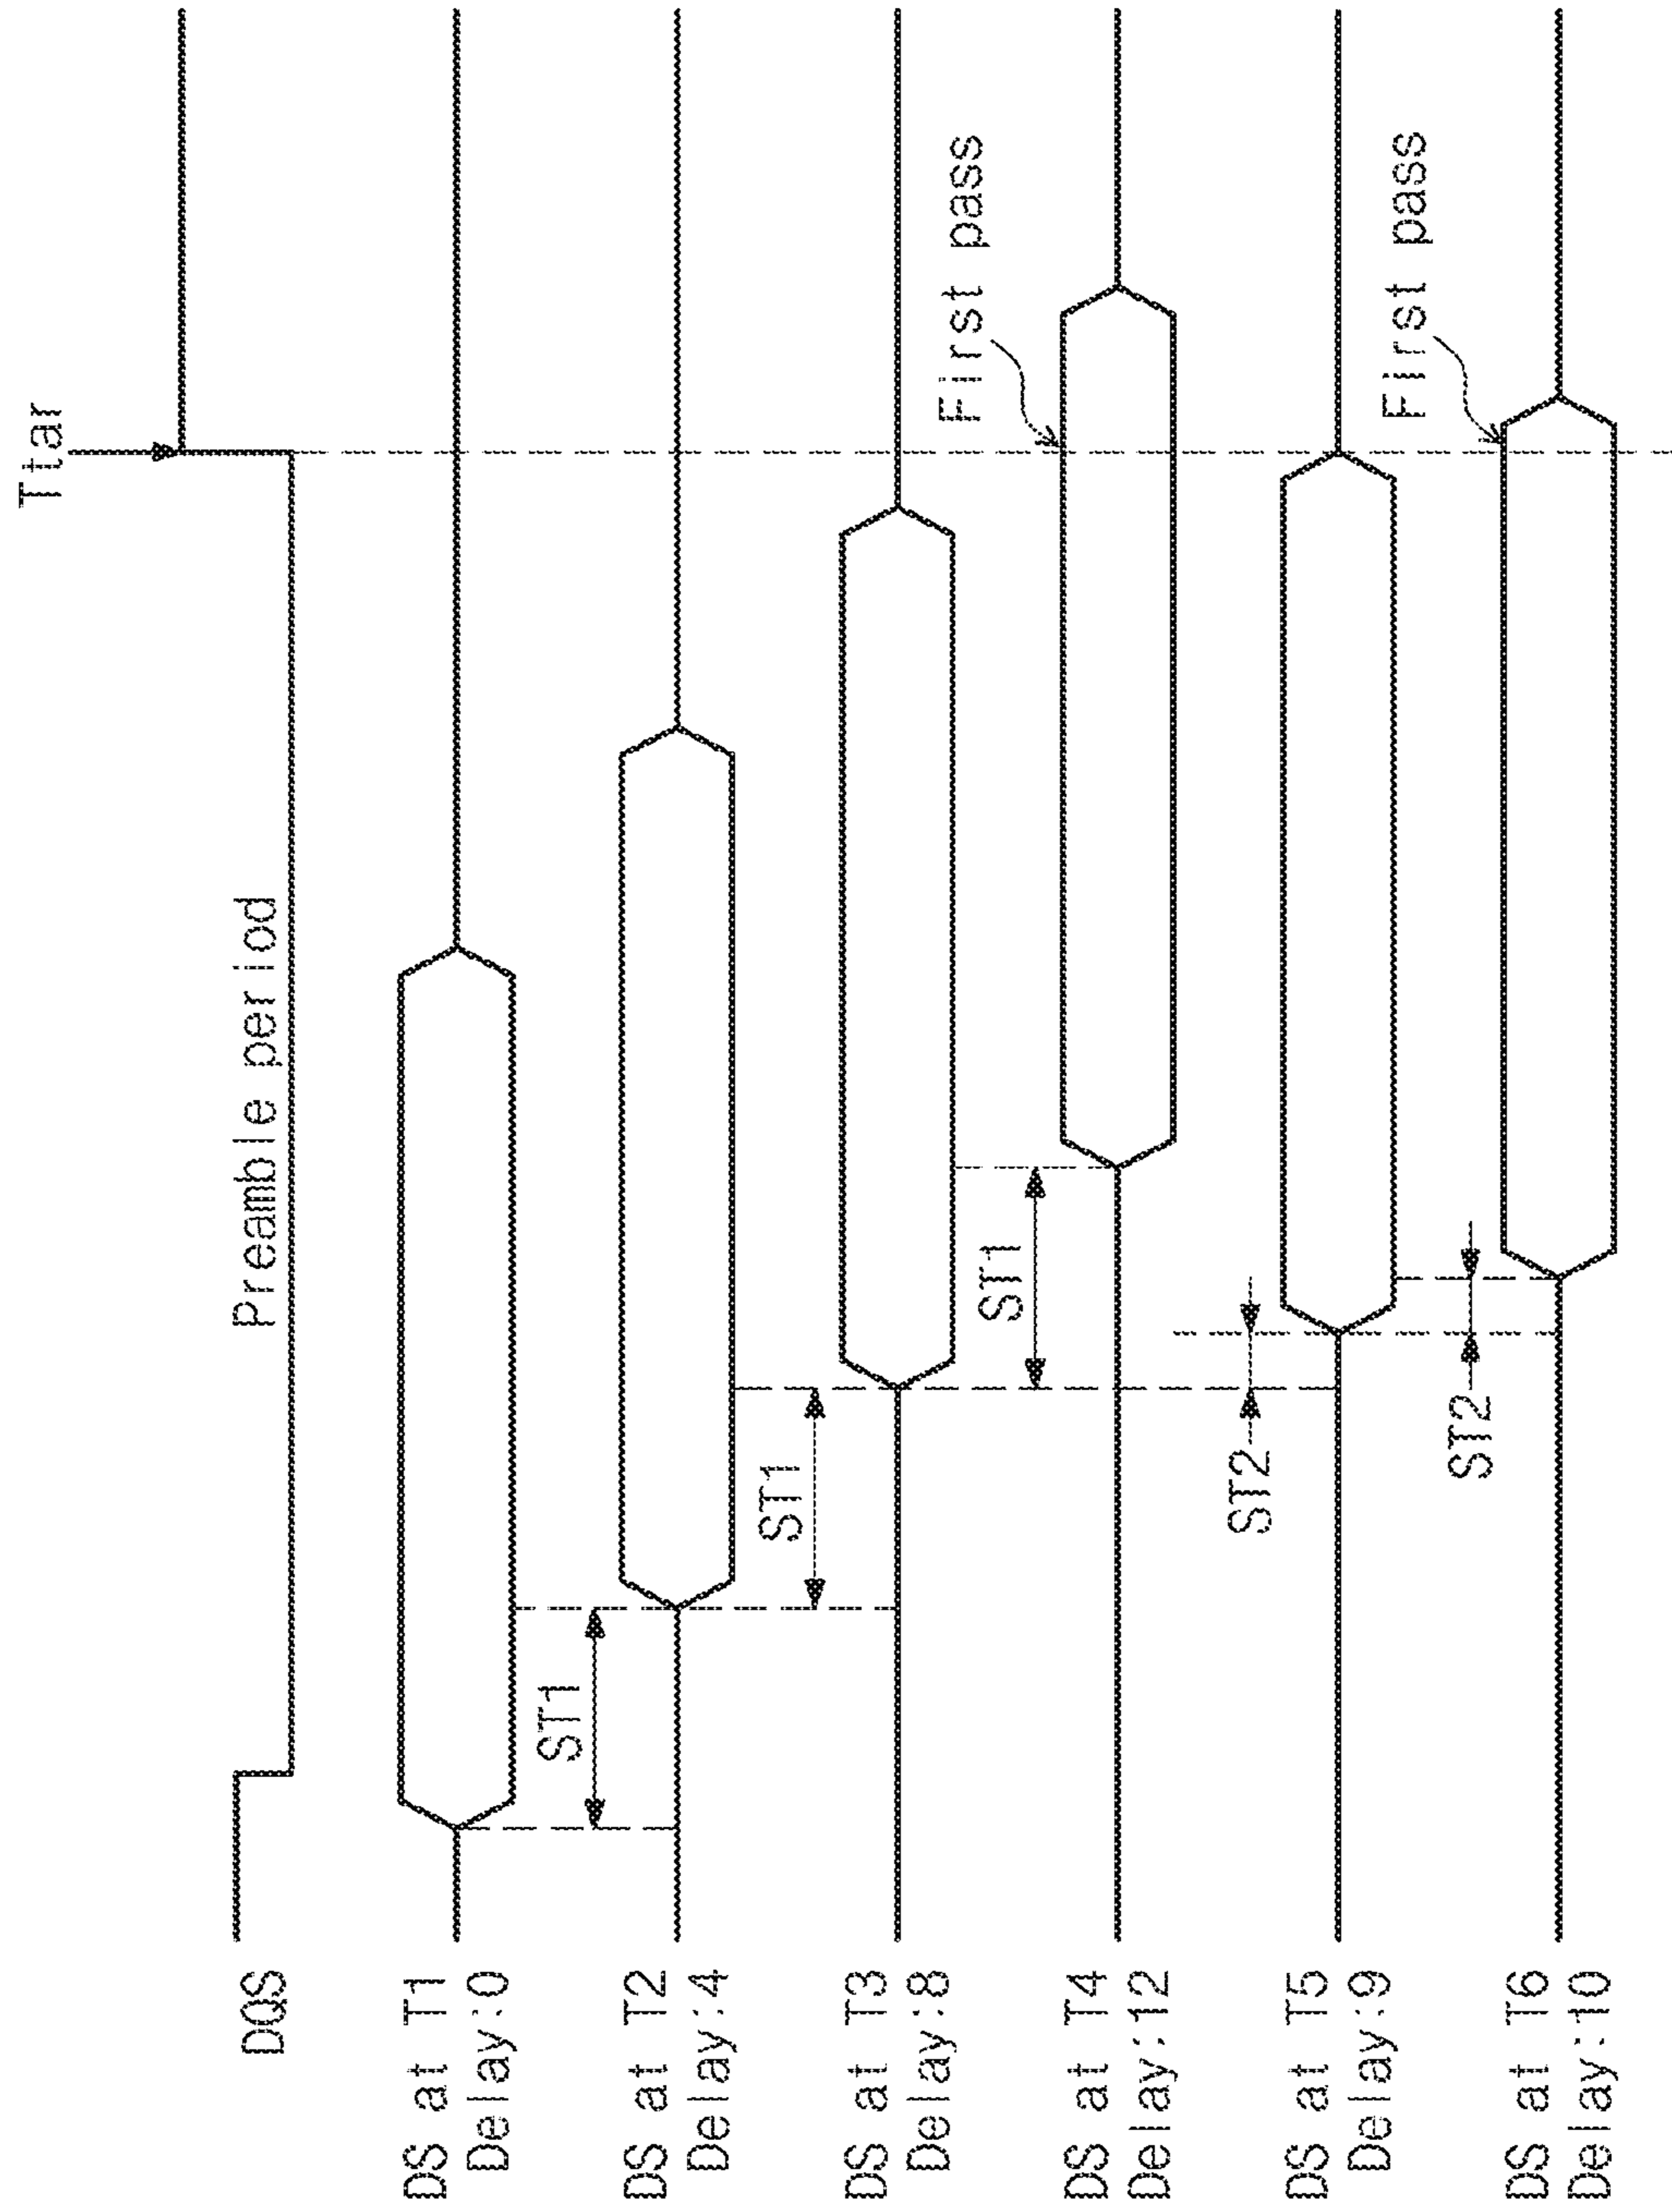 Ttar
DQS
Preamble period
DS at T1
Delay:0
ST1
DS at T2
Delay:4
ST1
DS at T3
Delay:8
First pass
ST1
DS at T4
Delay:12
ST2
DS at T5
Delay:9
First pass
ST2
DS at T6
Delay:10